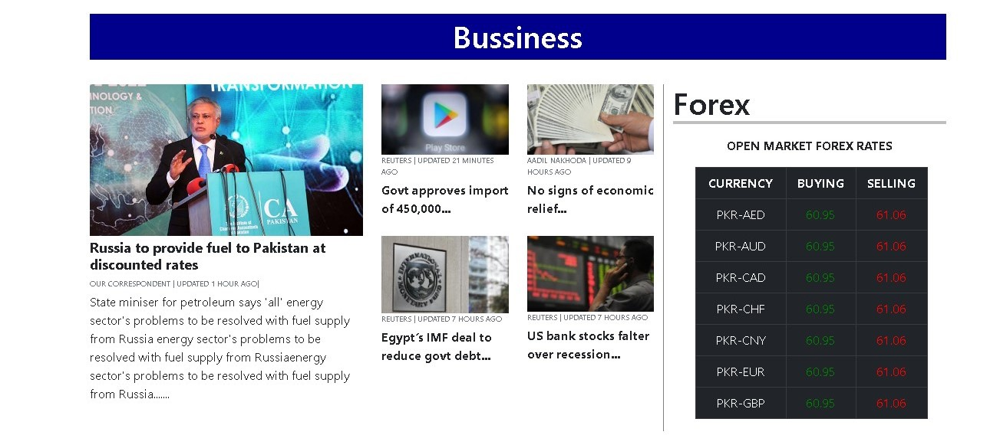 Bussiness
TRANSFORMATION
NOLOGY &
TION
CA
PAKISTAN
Russia to provide fuel to Pakistan at
discounted rates
OUR CORRESPONDENT | UPDATED 1 HOUR AGO|
State miniser for petroleum says 'all' energy
sector's problems to be resolved with fuel supply
from Russia energy sector's problems to be
resolved with fuel supply from Russiaenergy
sector's problems to be resolved with fuel supply
from Russia.......
Play Store
REUTERS | UPDATED 21 MINUTES
AGO
Govt approves import
of 450,000...
AADIL NAKHODA | UPDATED 9
HOURS AGO
No signs of economic
relief...
INTERNATIONAL
MONETARY FUND
REUTERS | UPDATED 7 HOURS AGO
Egypt´s IMF deal to
reduce govt debt...
REUTERS | UPDATED 7 HOURS AGO
US bank stocks falter
over recession...
Forex
OPEN MARKET FOREX RATES
CURRENCY BUYING SELLING
PKR-AED 60.95 61.06
PKR-AUD 60.95 61.06
PKR-CAD 60.95 61.06
PKR-CHF 60.95 61.06
PKR-CNY 60.95 61.06
PKR-EUR 60.95 61.06
PKR-GBP 60.95 61.06